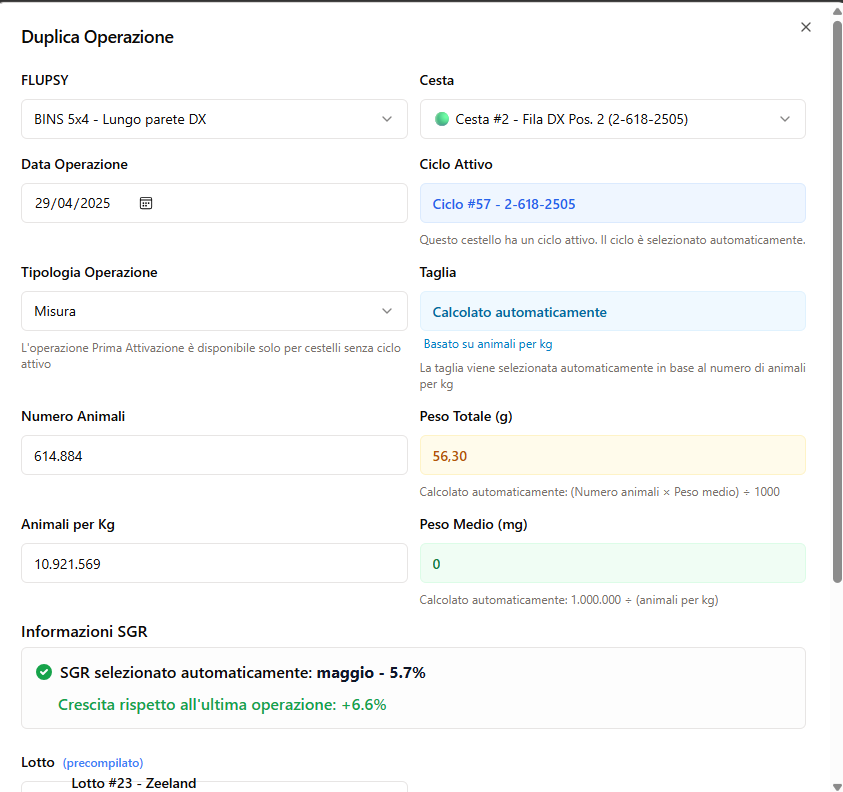 Duplica Operazione
FLUPSY
Cesta
BINS 5x4 - Lungo parete DX
Cesta #2 - Fila DX Pos. 2 (2-618-2505)
Data Operazione
Ciclo Attivo
29/04/2025
Ciclo #57 - 2-618-2505
Questo cestello ha un ciclo attivo. Il ciclo è selezionato automaticamente.
Tipologia Operazione
Taglia
Misura
Calcolato automaticamente
L'operazione Prima Attivazione è disponibile solo per cestelli senza ciclo
attivo
Basato su animali per kg
La taglia viene selezionata automaticamente in base al numero di animali
per kg
Numero Animali
Peso Totale (g)
614.884
56,30
Calcolato automaticamente: (Numero animali × Peso medio) ÷ 1000
Animali per Kg
Peso Medio (mg)
10.921.569
0
Calcolato automaticamente: 1.000.000 ÷ (animali per kg)
Informazioni SGR
SGR selezionato automaticamente: maggio - 5.7%
Crescita rispetto all'ultima operazione: +6.6%
Lotto (precompilato)
Lotto #23 - Zeeland